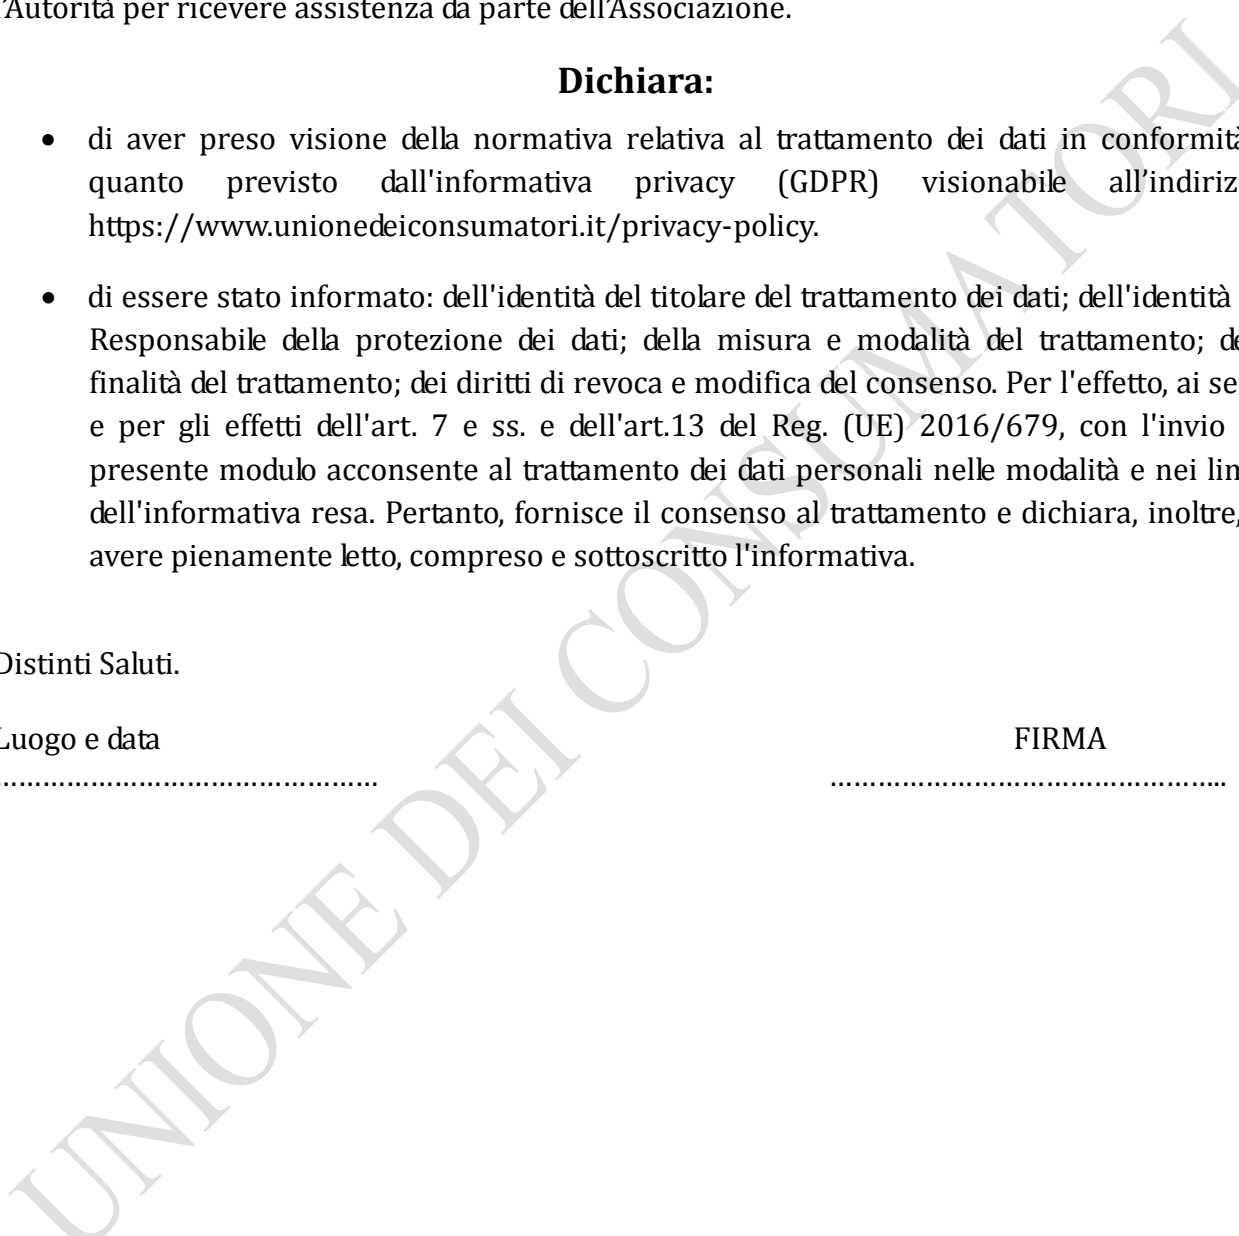 l'Autorità per ricevere assistenza da parte dell'Associazione.
Dichiara:
• di aver preso visione della normativa relativa al trattamento dei dati in conformità
quanto previsto dall'informativa privacy (GDPR) visionabile all’indiriz
https://www.unionedeiconsumatori.it/privacy-policy.
• di essere stato informato: dell'identità del titolare del trattamento dei dati; dell'identità
Responsabile della protezione dei dati; della misura e modalità del trattamento; de
finalità del trattamento; dei diritti di revoca e modifica del consenso. Per l'effetto, ai se
e per gli effetti dell'art. 7 e ss. e dell'art.13 del Reg. (UE) 2016/679, con l'invio
presente modulo acconsente al trattamento dei dati personali nelle modalità e nei lim
dell'informativa resa. Pertanto, fornisce il consenso al trattamento e dichiara, inoltre,
avere pienamente letto, compreso e sottoscritto l'informativa.
Distinti Saluti.
Luogo e data FIRMA
………………………………………… …………………………………………..
UNIONE DEI CONSUMATORI